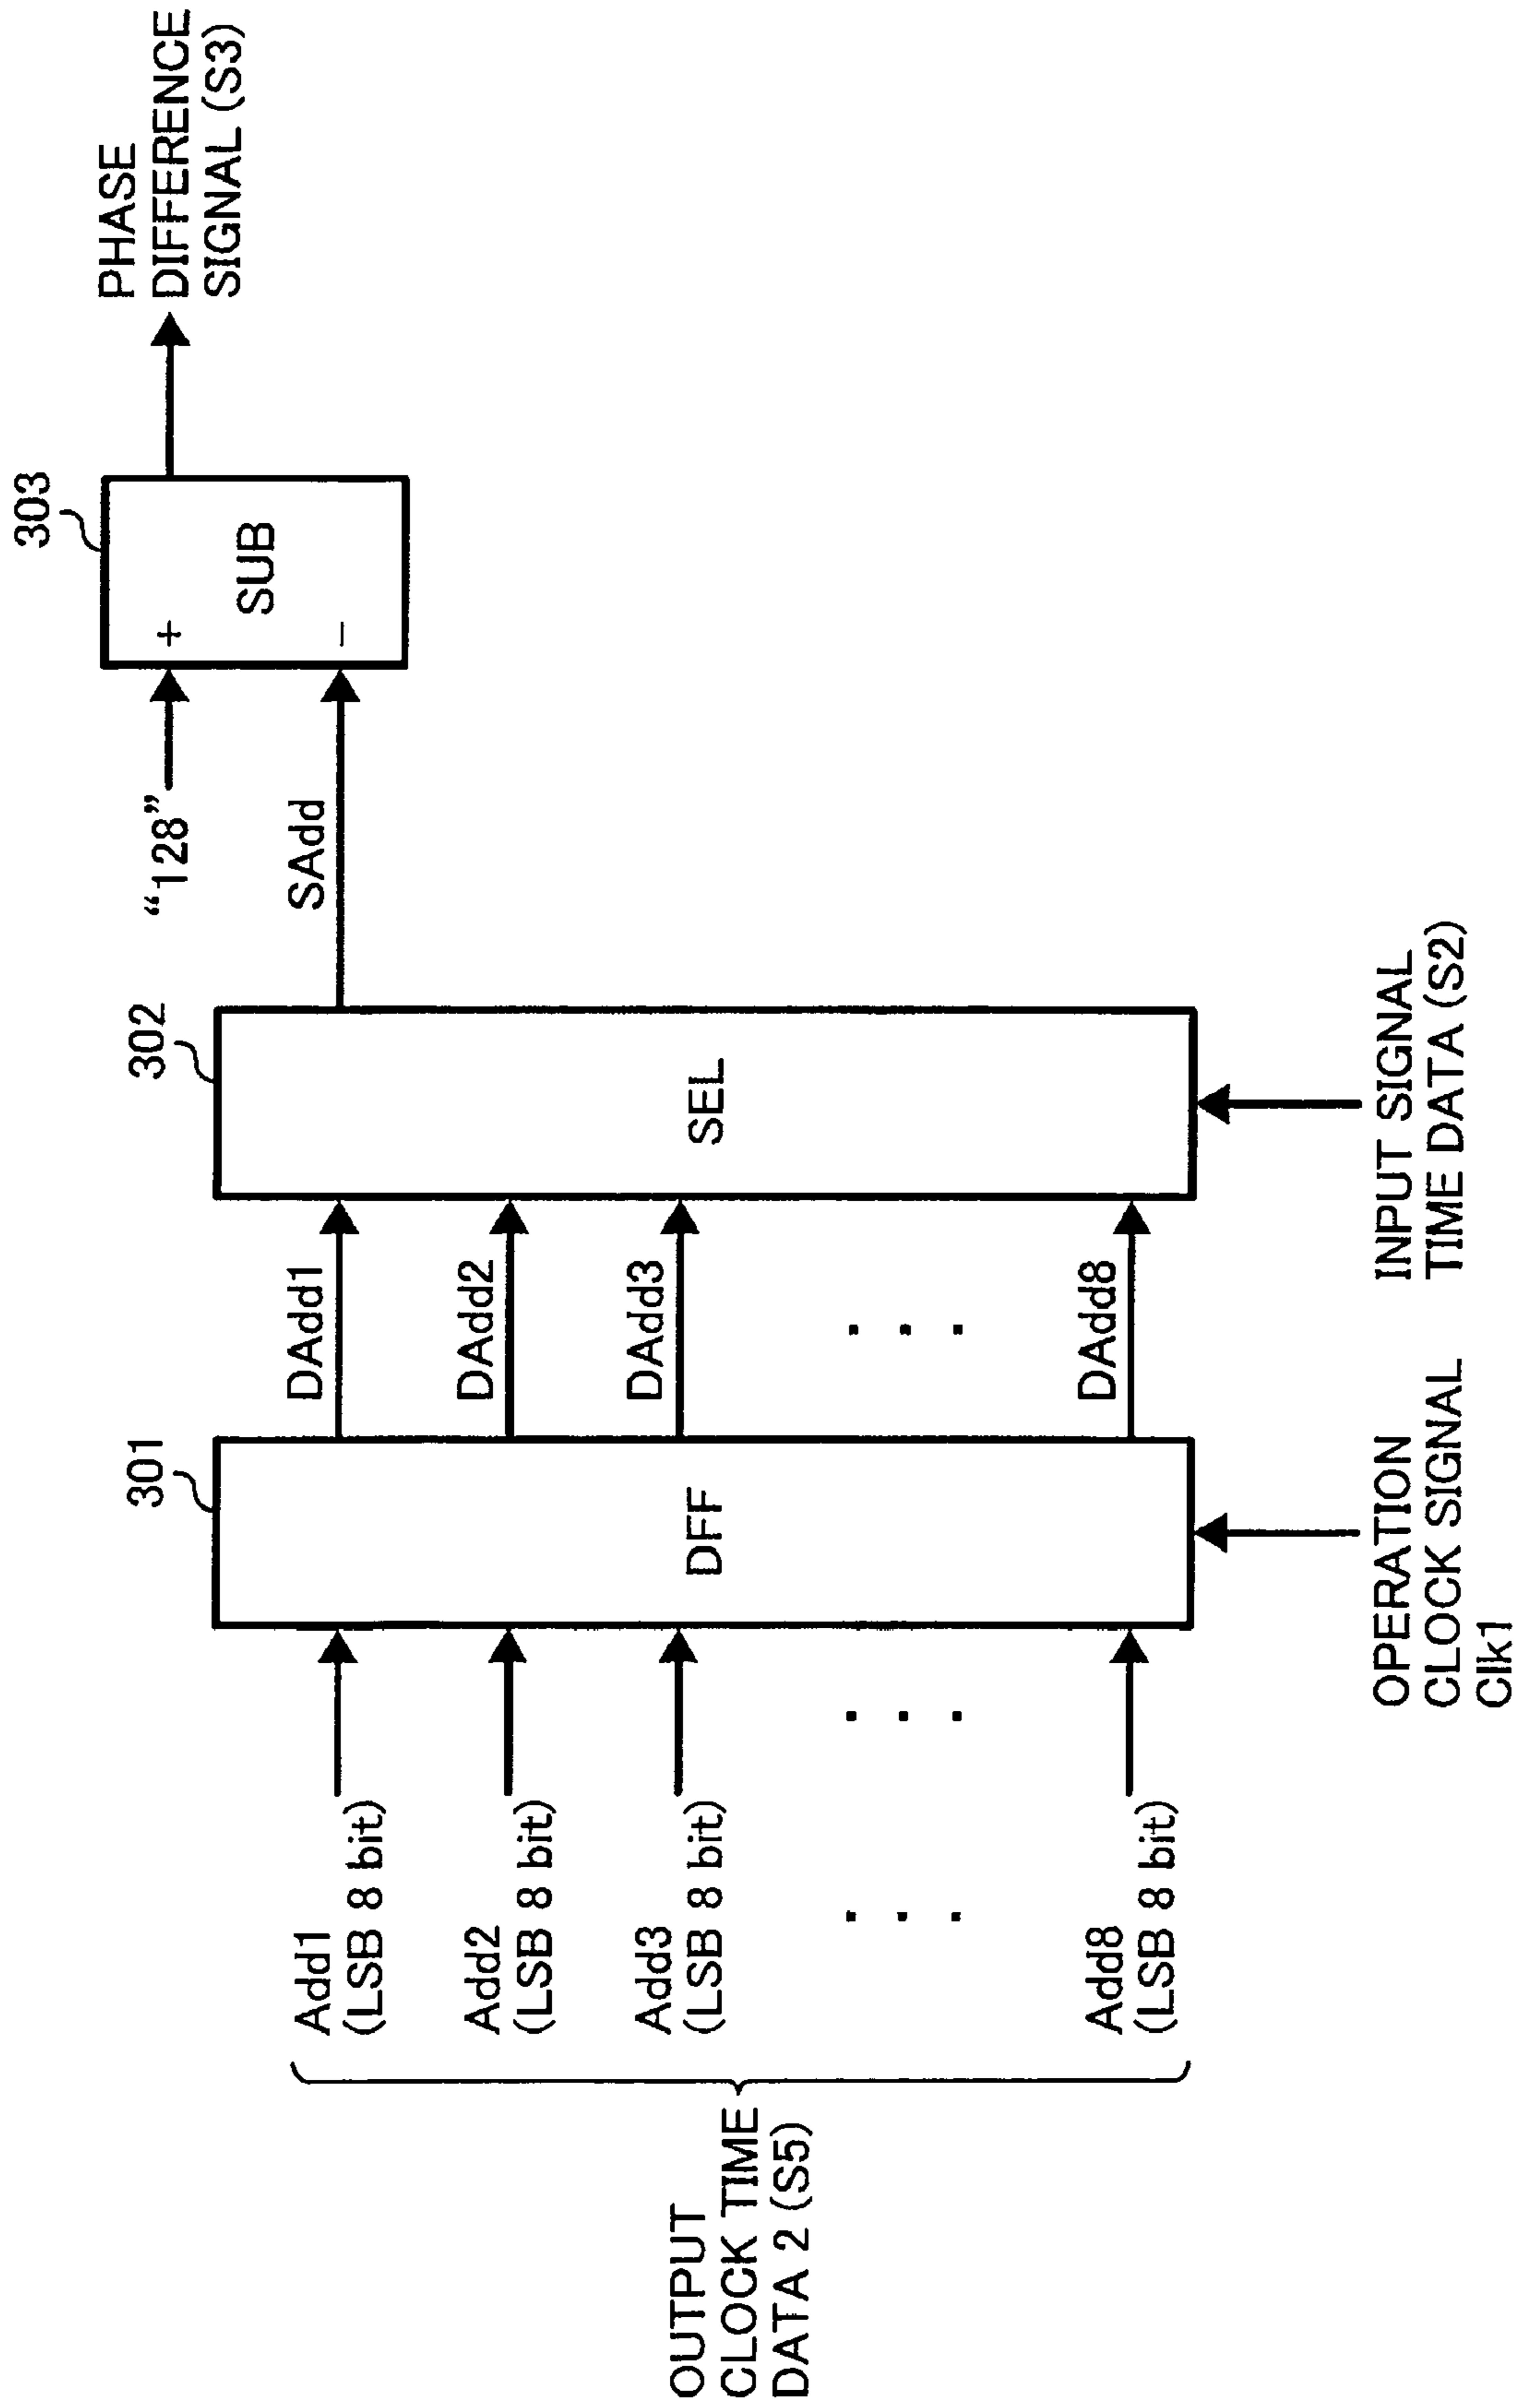 OUTPUT
CLOCK TIME
DATA 2 (S5)
Add1
(LSB 8 bit)
Add2
(LSB 8 bit)
Add3
(LSB 8 bit)
. . .
Add8
(LSB 8 bit)
. . .
301
DFF
OPERATION
CLOCK SIGNAL
Clk1
DAdd1
DAdd2
DAdd3
. . .
DAdd8
302
SEL
INPUT SIGNAL
TIME DATA (S2)
“128”
SAdd
303
+
SUB
−
PHASE
DIFFERENCE
SIGNAL (S3)